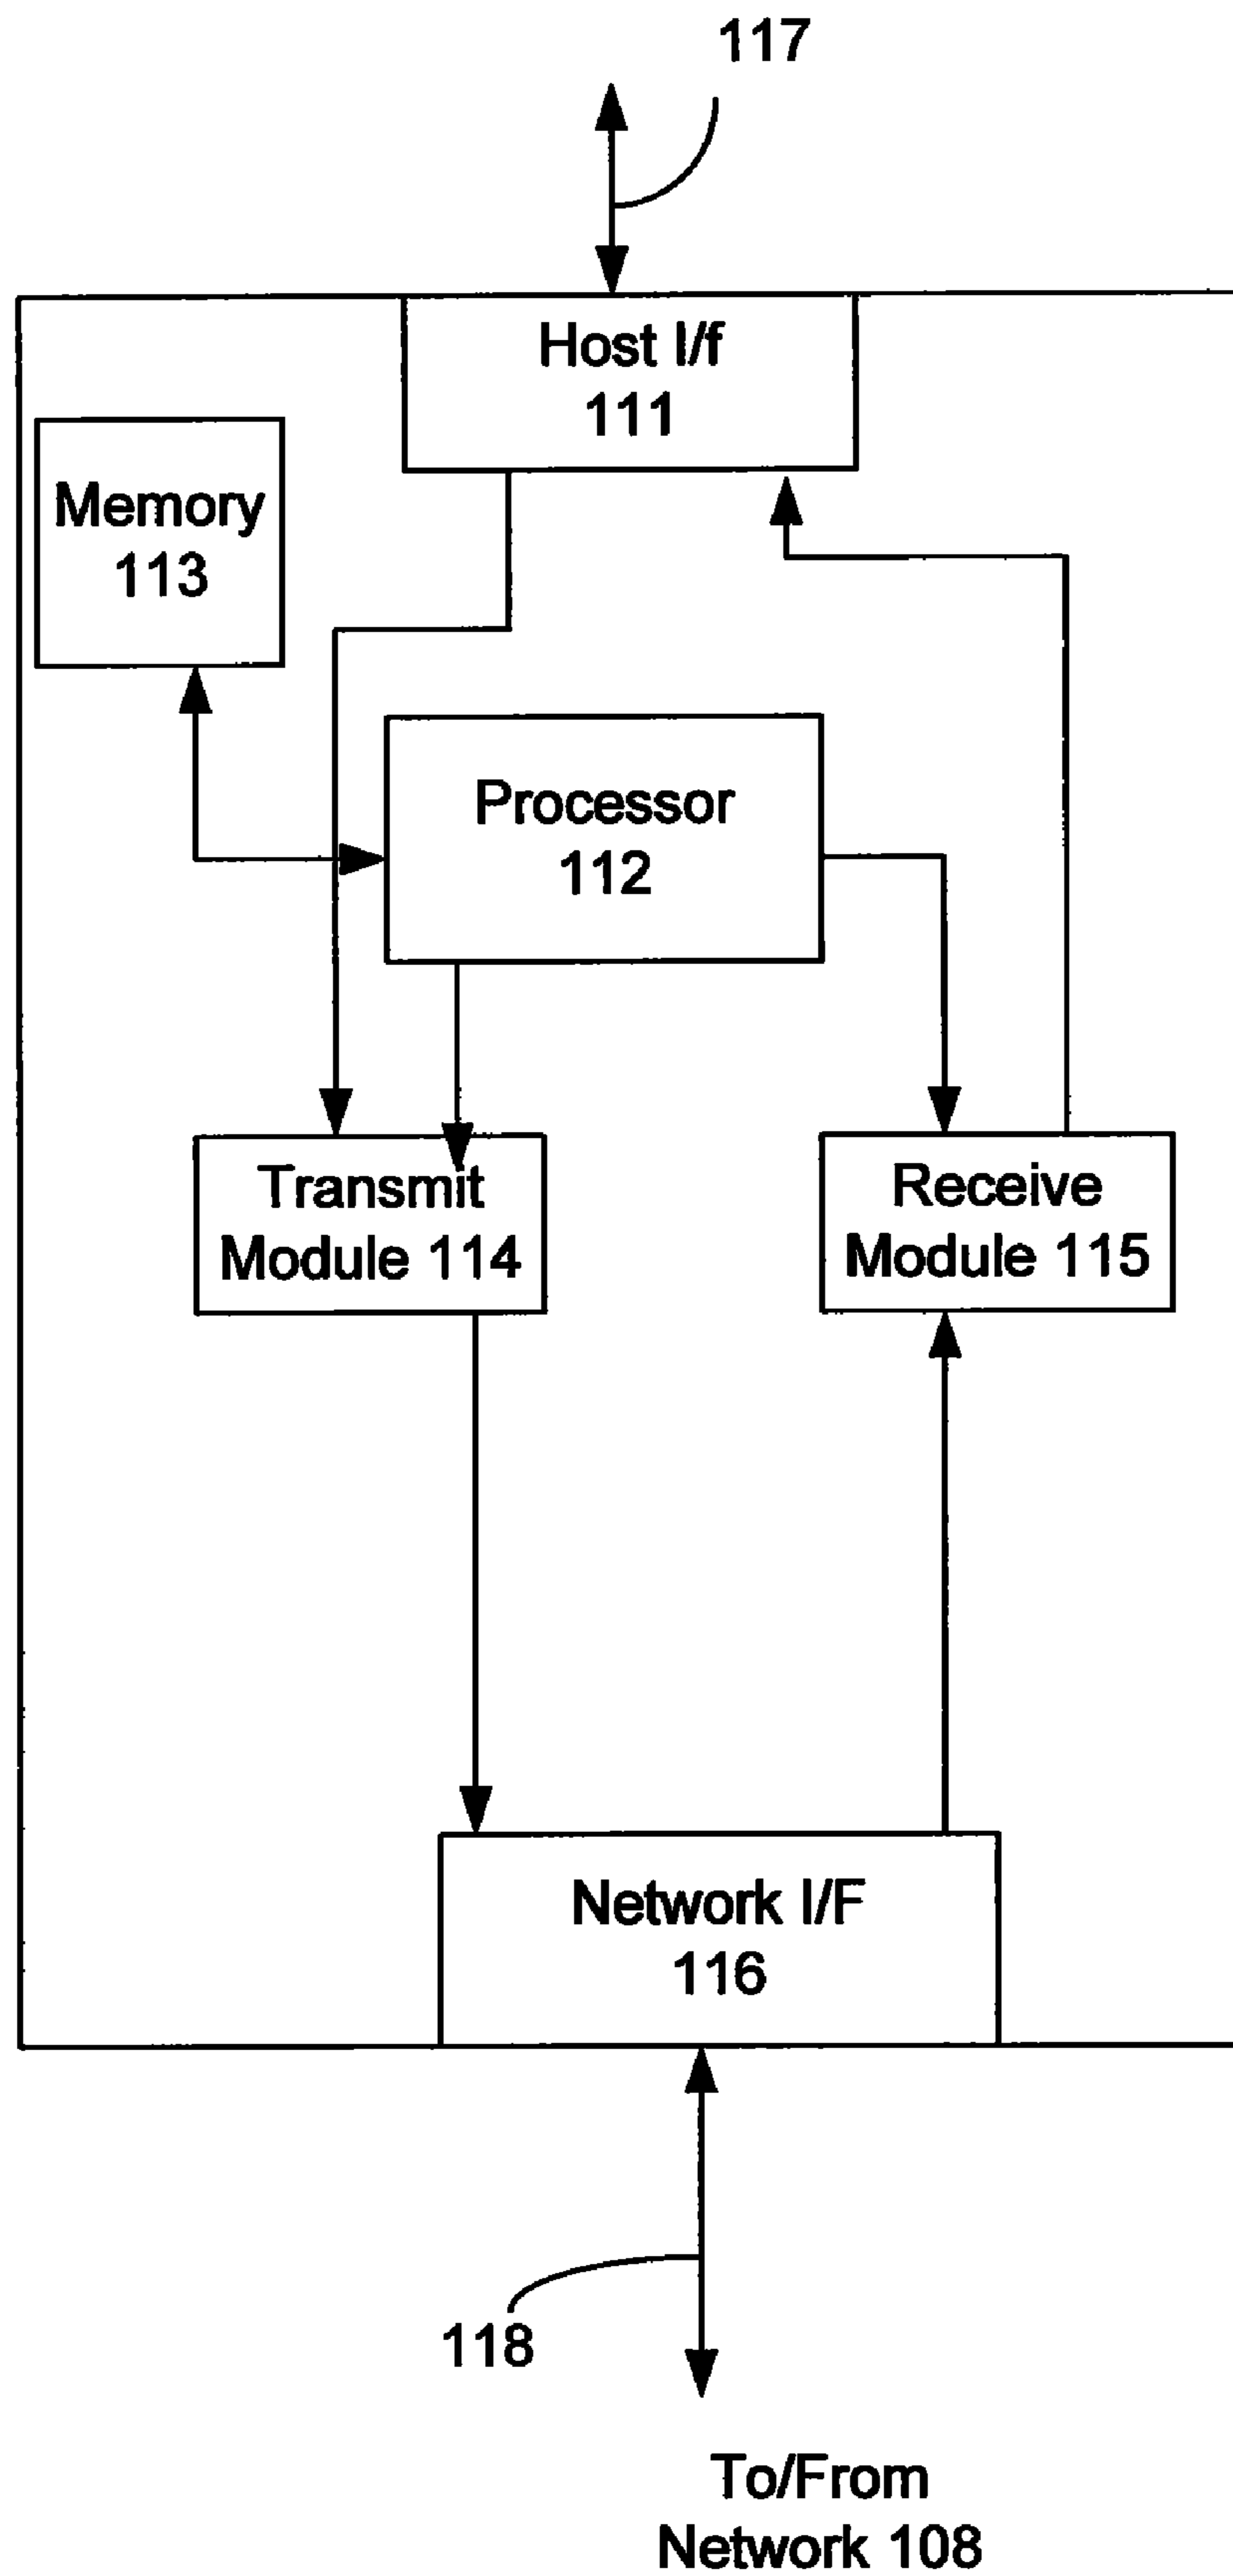 117
Host I/f
111
Memory
113
Processor
112
Transmit
Module 114
Receive
Module 115
Network I/F
116
118
To/From
Network 108